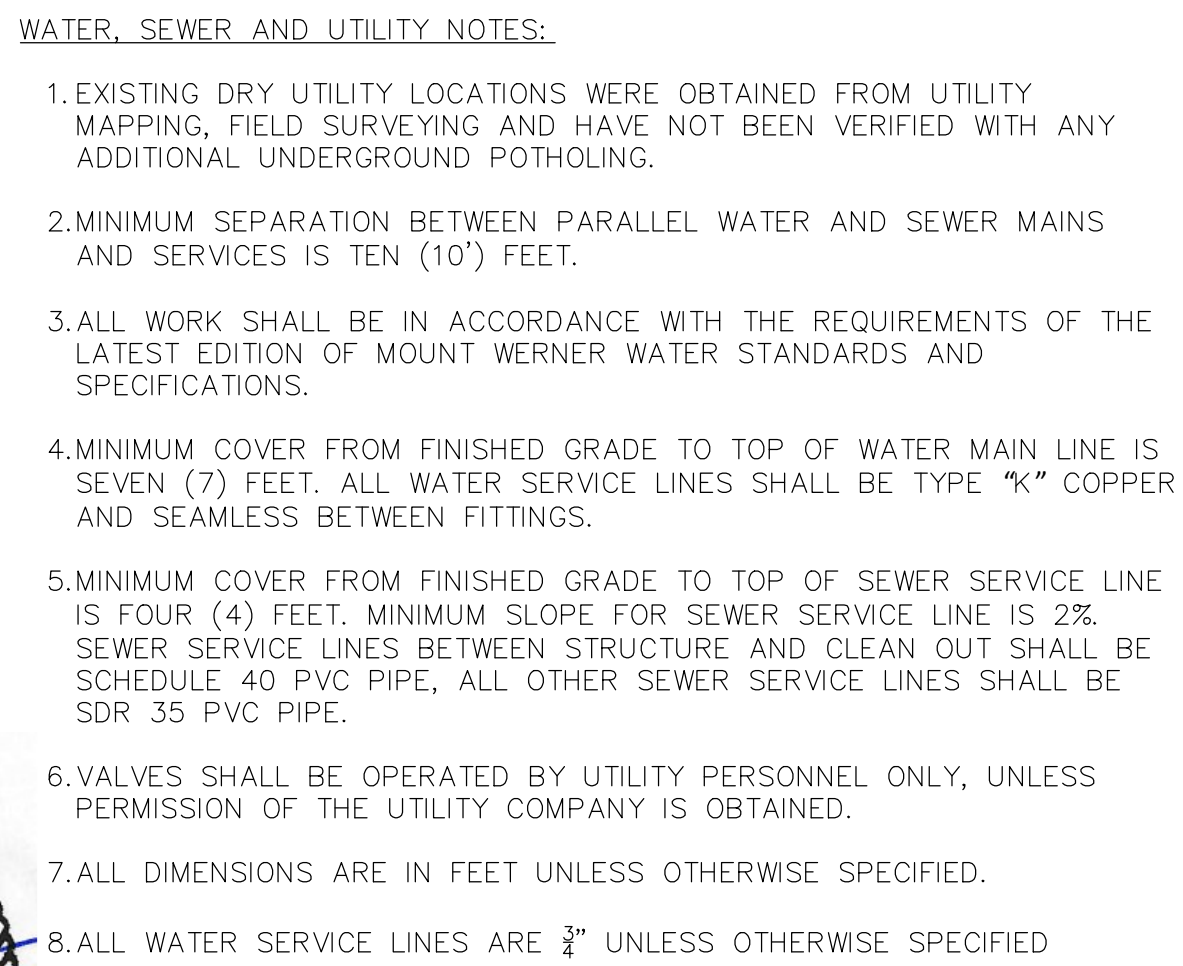 WATER, SEWER AND UTILITY NOTES:
1. EXISTING DRY UTILITY LOCATIONS WERE OBTAINED FROM UTILITY
MAPPING, FIELD SURVEYING AND HAVE NOT BEEN VERIFIED WITH ANY
ADDITIONAL UNDERGROUND POTHOLING.
2. MINIMUM SEPARATION BETWEEN PARALLEL WATER AND SEWER MAINS
AND SERVICES IS TEN (10') FEET.
3. ALL WORK SHALL BE IN ACCORDANCE WITH THE REQUIREMENTS OF THE
LATEST EDITION OF MOUNT WERNER WATER STANDARDS AND
SPECIFICATIONS.
4. MINIMUM COVER FROM FINISHED GRADE TO TOP OF WATER MAIN LINE IS
SEVEN (7) FEET. ALL WATER SERVICE LINES SHALL BE TYPE “K” COPPER
AND SEAMLESS BETWEEN FITTINGS.
5. MINIMUM COVER FROM FINISHED GRADE TO TOP OF SEWER SERVICE LINE
IS FOUR (4) FEET. MINIMUM SLOPE FOR SEWER SERVICE LINE IS 2%.
SEWER SERVICE LINES BETWEEN STRUCTURE AND CLEAN OUT SHALL BE
SCHEDULE 40 PVC PIPE, ALL OTHER SEWER SERVICE LINES SHALL BE
SDR 35 PVC PIPE.
6. VALVES SHALL BE OPERATED BY UTILITY PERSONNEL ONLY, UNLESS
PERMISSION OF THE UTILITY COMPANY IS OBTAINED.
7. ALL DIMENSIONS ARE IN FEET UNLESS OTHERWISE SPECIFIED.
8. ALL WATER SERVICE LINES ARE ¾” UNLESS OTHERWISE SPECIFIED